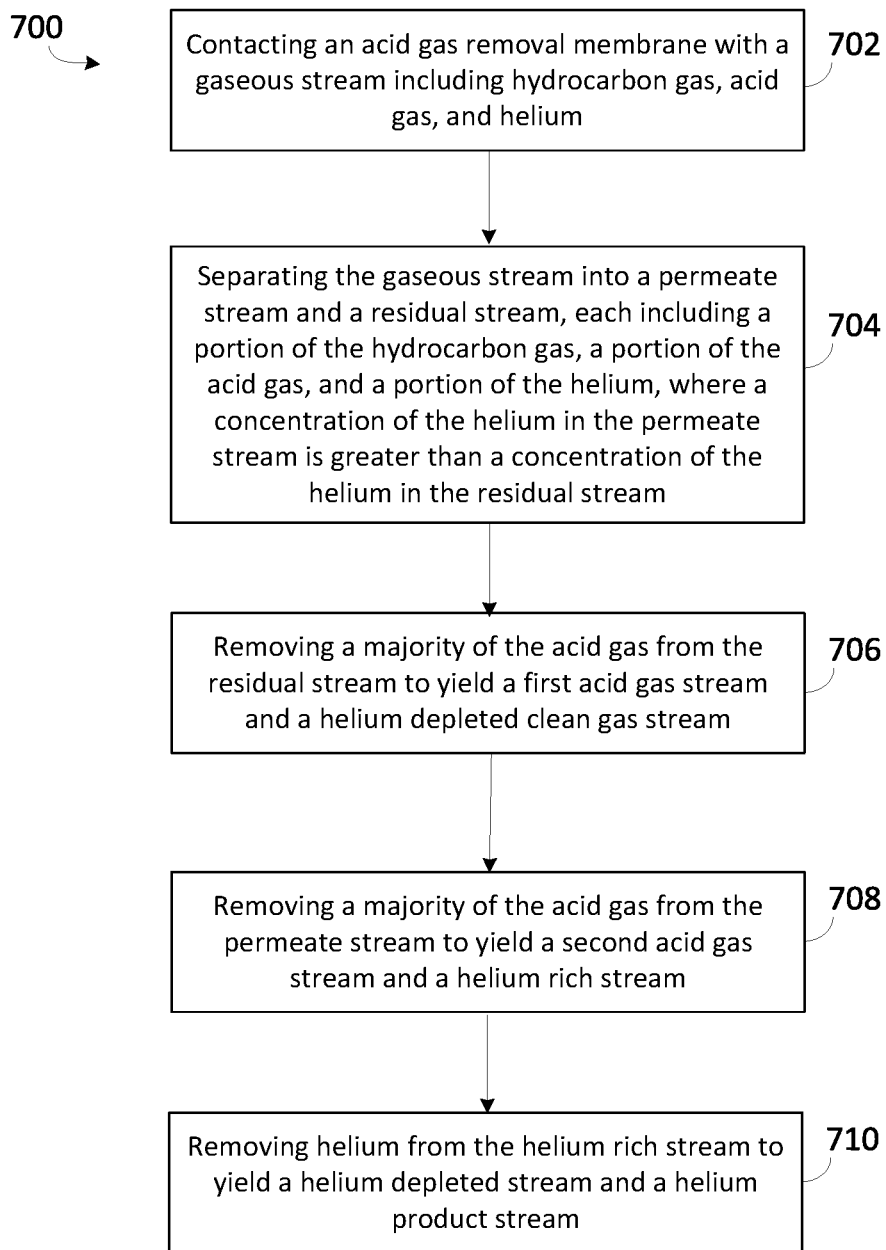 700
Contacting an acid gas removal membrane with a
gaseous stream including hydrocarbon gas, acid
gas, and helium
702
Separating the gaseous stream into a permeate
stream and a residual stream, each including a
portion of the hydrocarbon gas, a portion of the
acid gas, and a portion of the helium, where a
concentration of the helium in the permeate
stream is greater than a concentration of the
helium in the residual stream
704
Removing a majority of the acid gas from the
residual stream to yield a first acid gas stream
and a helium depleted clean gas stream
706
Removing a majority of the acid gas from the
permeate stream to yield a second acid gas
stream and a helium rich stream
708
Removing helium from the helium rich stream to
yield a helium depleted stream and a helium
product stream
710